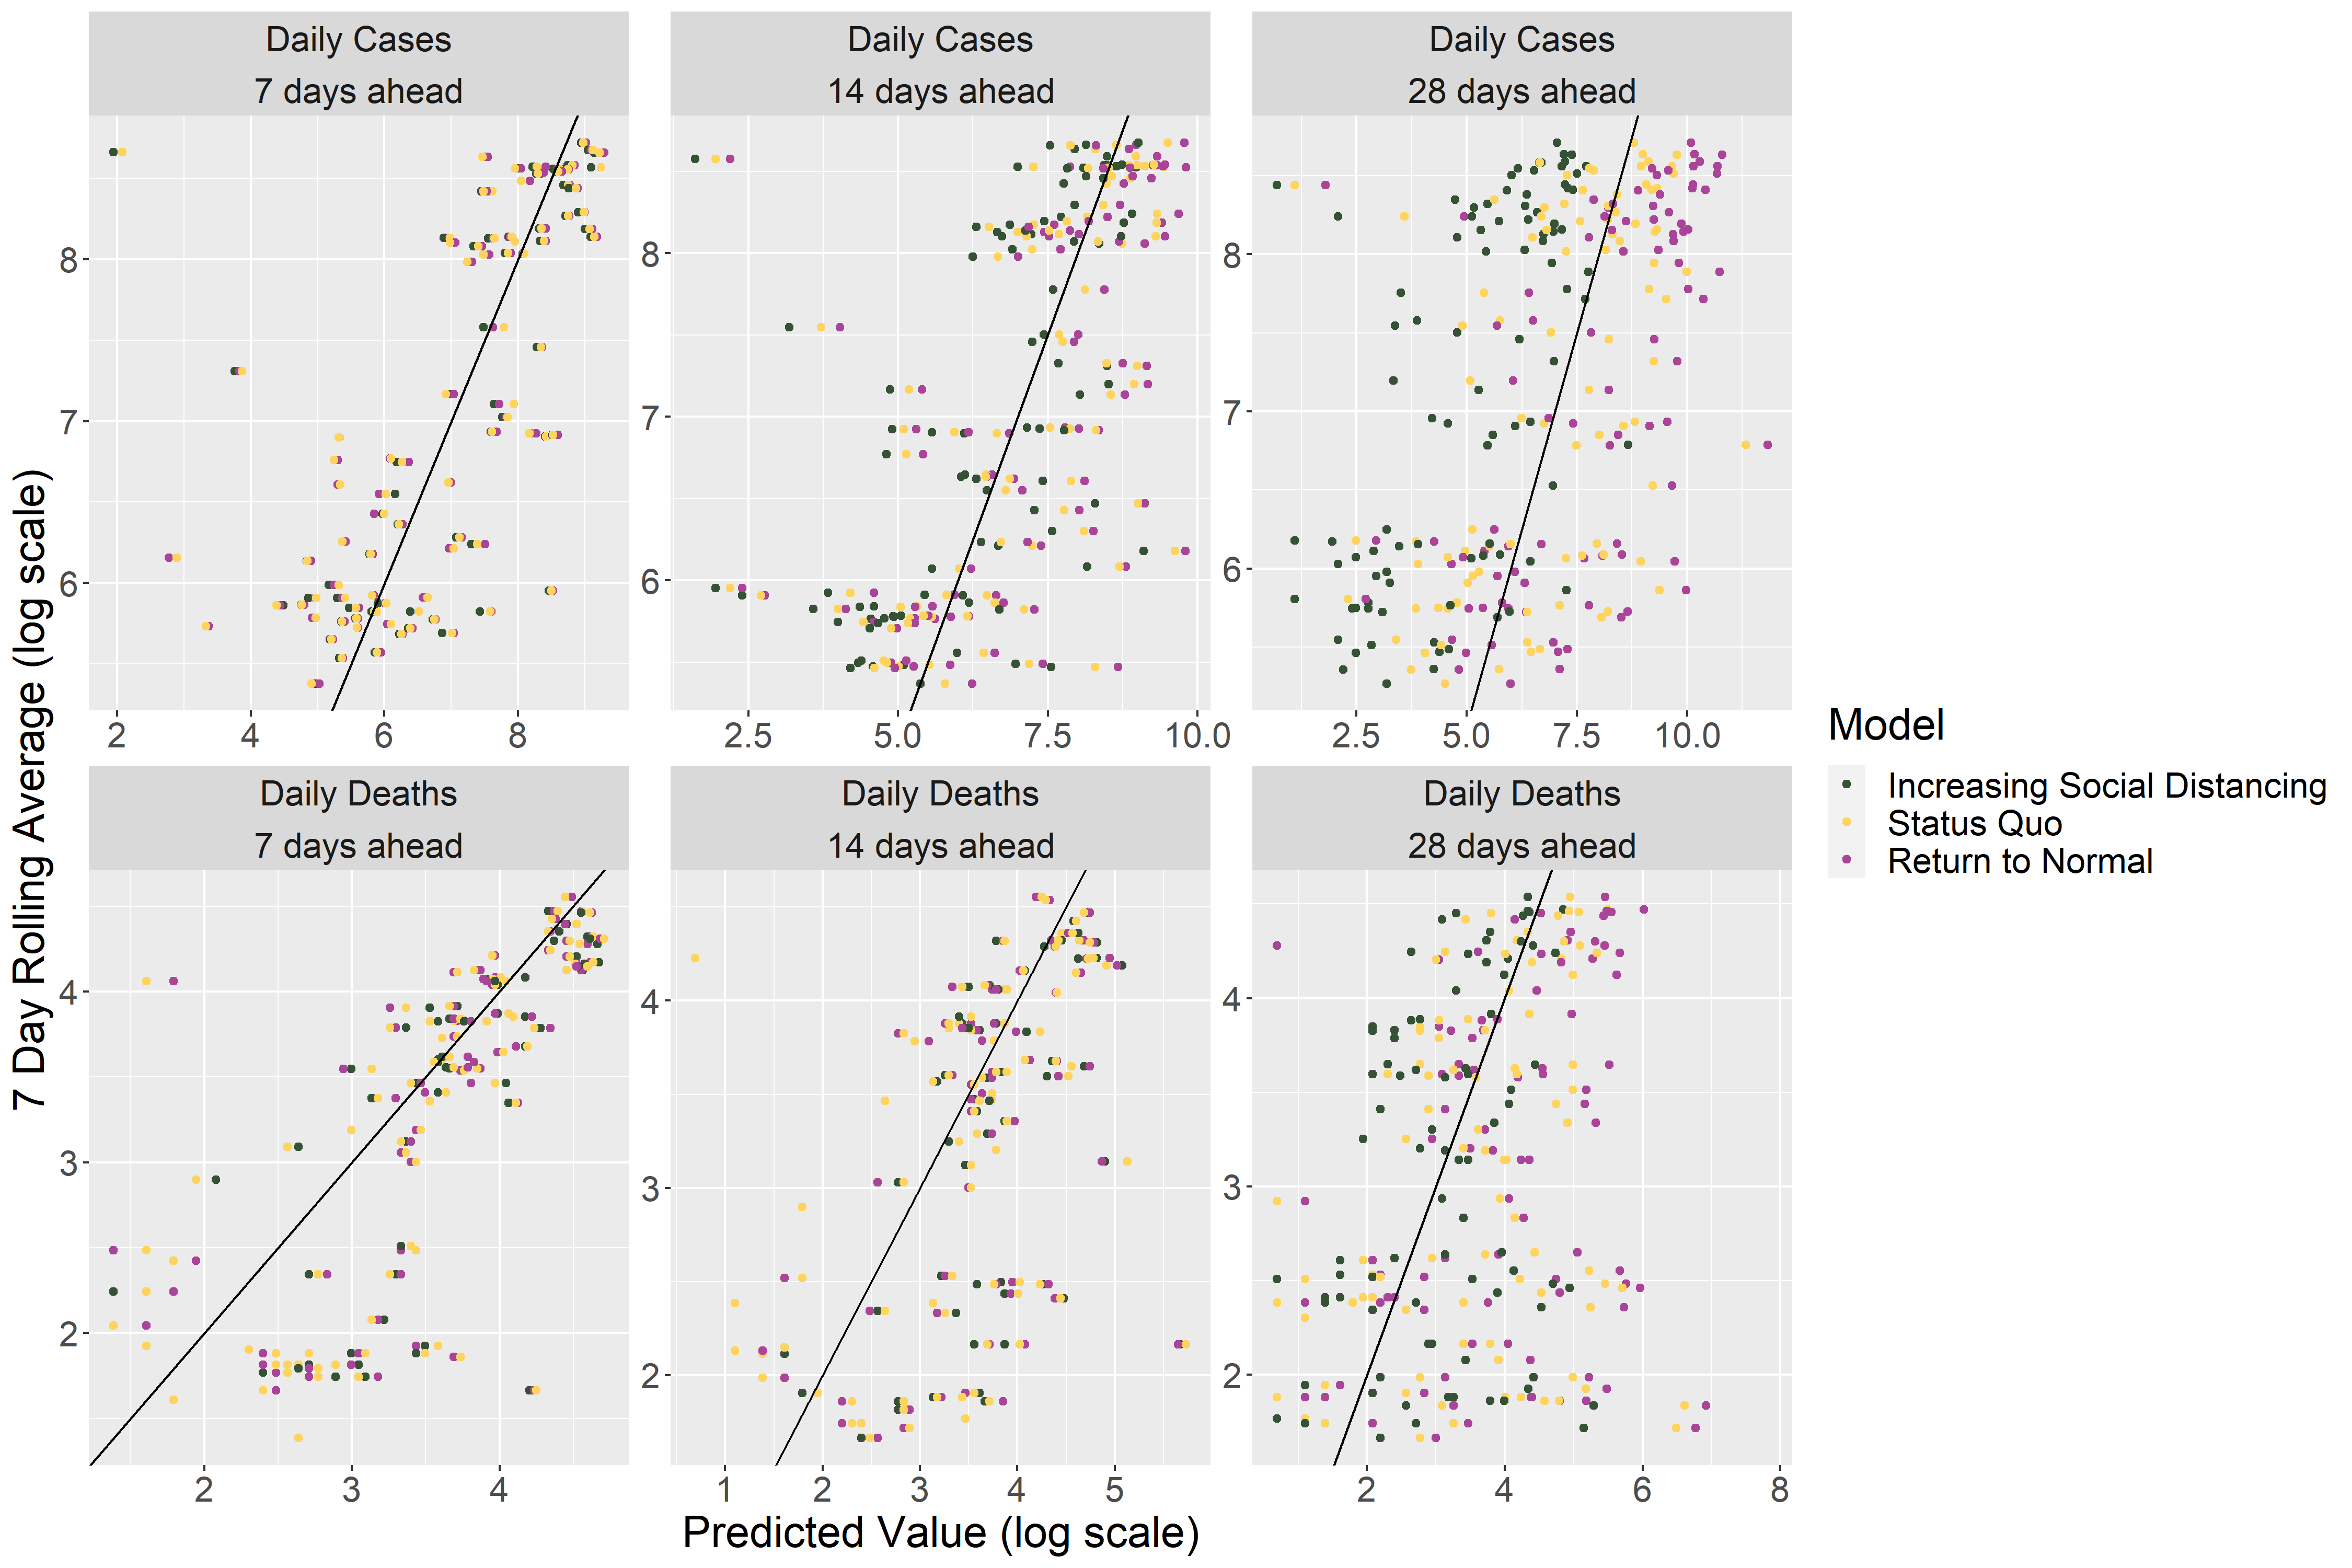 Daily Cases
7 days ahead
Daily Cases
14 days ahead
Daily Cases
28 days ahead
8
7
6
2 4 6 8
8
7
6
2.5 5.0 7.5 10.0
8
7
6
2.5 5.0 7.5 10.0
Daily Deaths
7 days ahead
Daily Deaths
14 days ahead
Daily Deaths
28 days ahead
4
3
2
2 3 4
4
3
2
1 2 3 4 5
4
3
2
2 4 6 8
7 Day Rolling Average (log scale)
Predicted Value (log scale)
Model
Increasing Social Distancing
Status Quo
Return to Normal